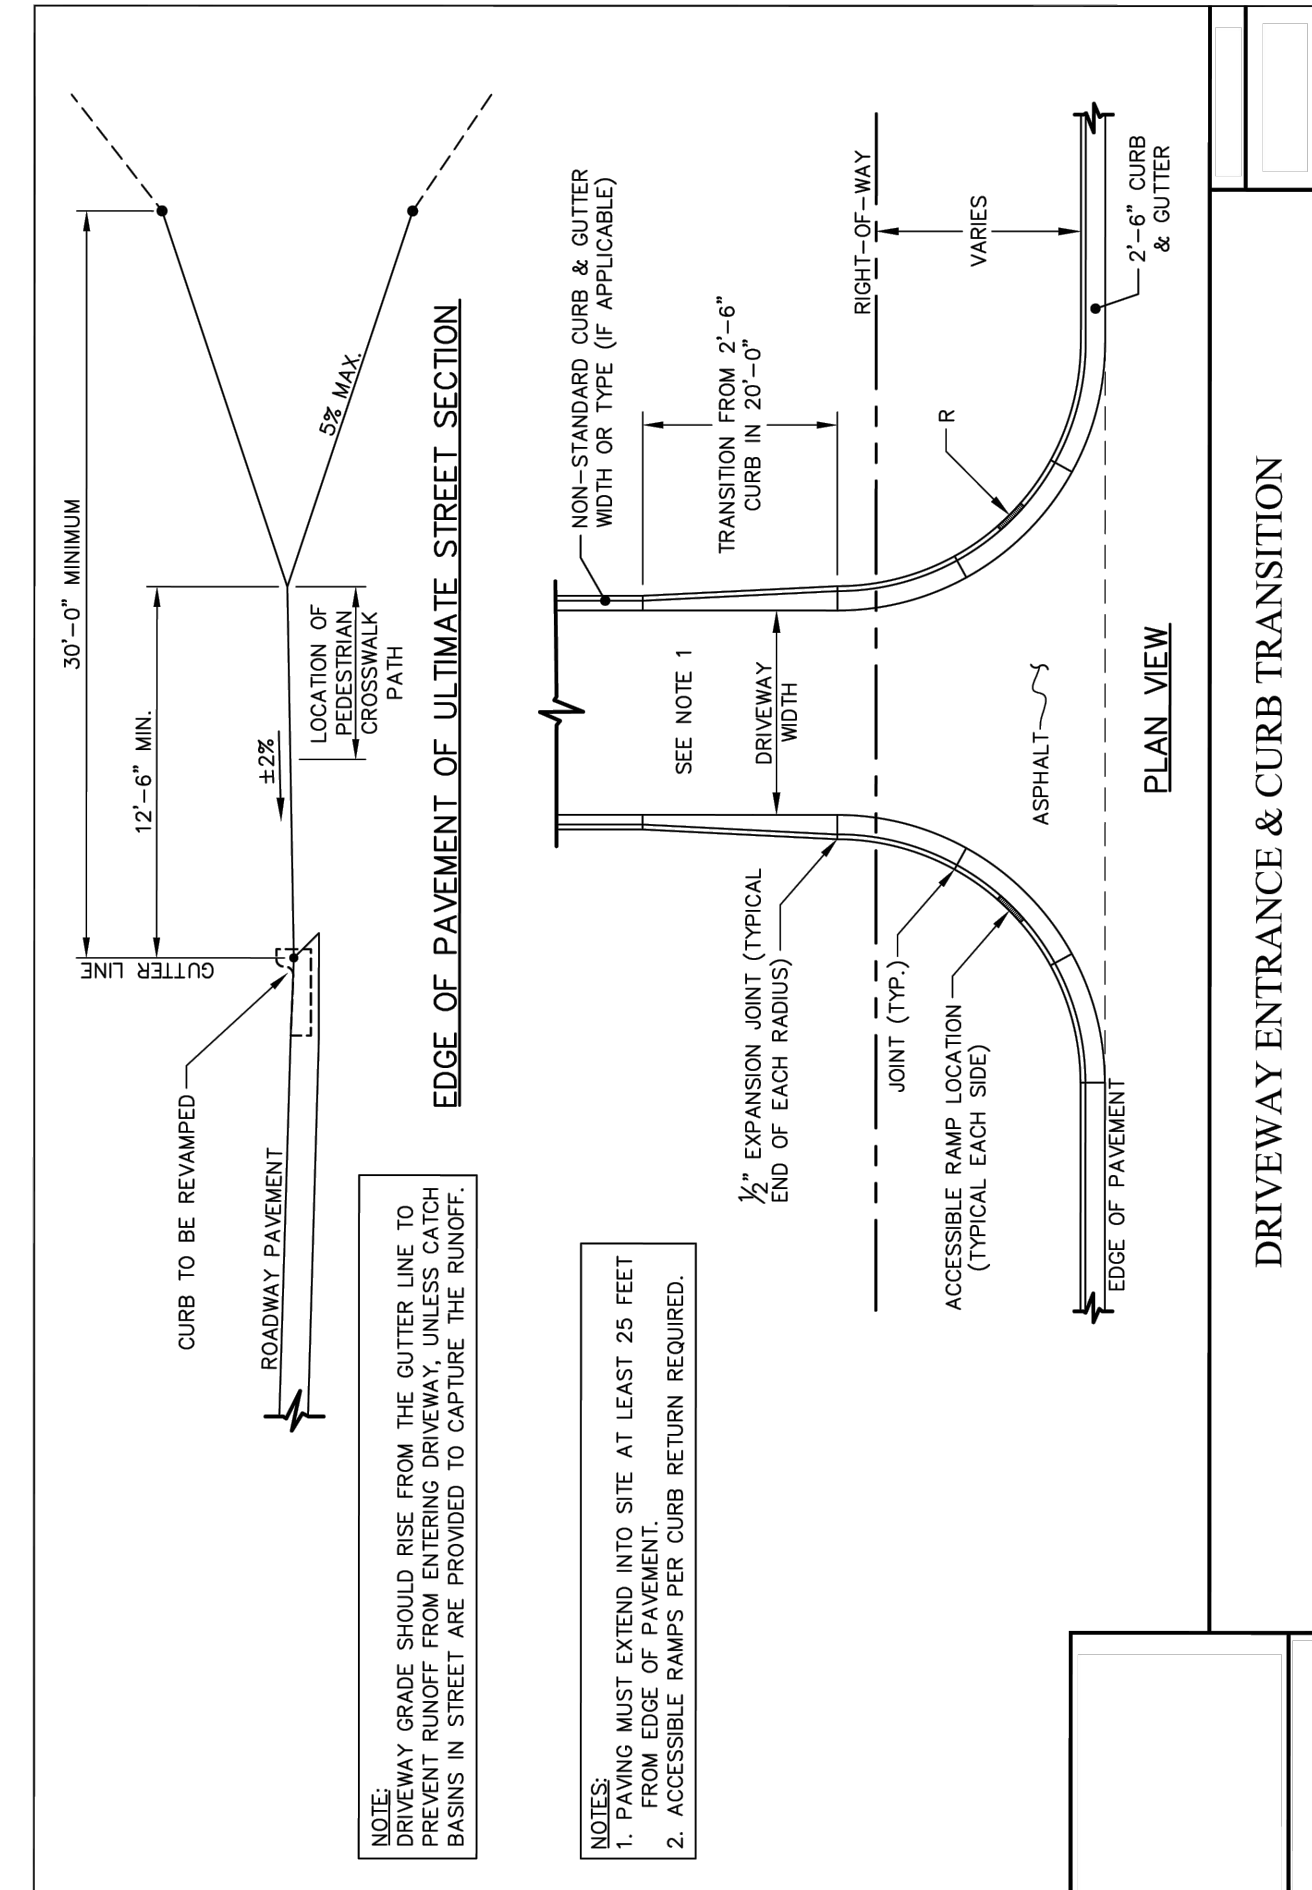 30'-0" MINIMUM
12'-6" MIN.
GUTTER LINE
±2%
5% MAX.
CURB TO BE REVAMPED
ROADWAY PAVEMENT
LOCATION OF
PEDESTRIAN
CROSSWALK
PATH
EDGE OF PAVEMENT OF ULTIMATE STREET SECTION
NOTE:
DRIVEWAY GRADE SHOULD RISE FROM THE GUTTER LINE TO
PREVENT RUNOFF FROM ENTERING DRIVEWAY, UNLESS CATCH
BASINS IN STREET ARE PROVIDED TO CAPTURE THE RUNOFF.
NON-STANDARD CURB & GUTTER
WIDTH OR TYPE (IF APPLICABLE)
NOTES:
1. PAVING MUST EXTEND INTO SITE AT LEAST 25 FEET
FROM EDGE OF PAVEMENT.
2. ACCESSIBLE RAMPS PER CURB RETURN REQUIRED.
SEE NOTE 1
TRANSITION FROM 2'-6"
CURB IN 20'-0"
DRIVEWAY
WIDTH
½" EXPANSION JOINT (TYPICAL
END OF EACH RADIUS)
RIGHT-OF-WAY
JOINT (TYP.)
R
VARIES
ACCESSIBLE RAMP LOCATION
(TYPICAL EACH SIDE)
ASPHALT
EDGE OF PAVEMENT
2'-6" CURB
& GUTTER
PLAN VIEW
DRIVEWAY ENTRANCE & CURB TRANSITION